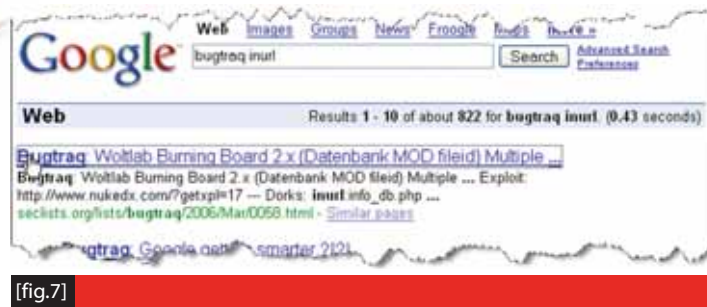 Web Images Groups News Froogle
Google bugtraq inurl Search Advanced Search
Preferences
Web Results 1 - 10 of about 822 for bugtraq inurl. (0.43 seconds)
Bugtraq: Woltlab Burning Board 2.x (Datenbank MOD fileid) Multiple ...
Bugtraq: Woltlab Burning Board 2.x (Datenbank MOD fileid) Multiple ... Exploit:
http://www.nukedx.com/?getxpl=17 --- Dorks: inurl:info_db.php ...
seclists.org/lists/bugtraq/2006/Mar/0058.html - Similar pages
smarter ?!?!
[fig.7]